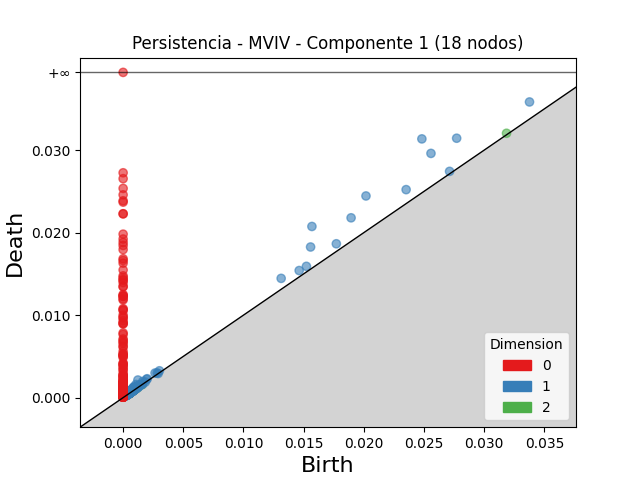 Persistencia - MVIV - Componente 1 (18 nodos)
+∞
0.030
0.020
0.010
0.000
Death
Dimension
0
1
2
0.000 0.005 0.010 0.015 0.020 0.025 0.030 0.035
Birth